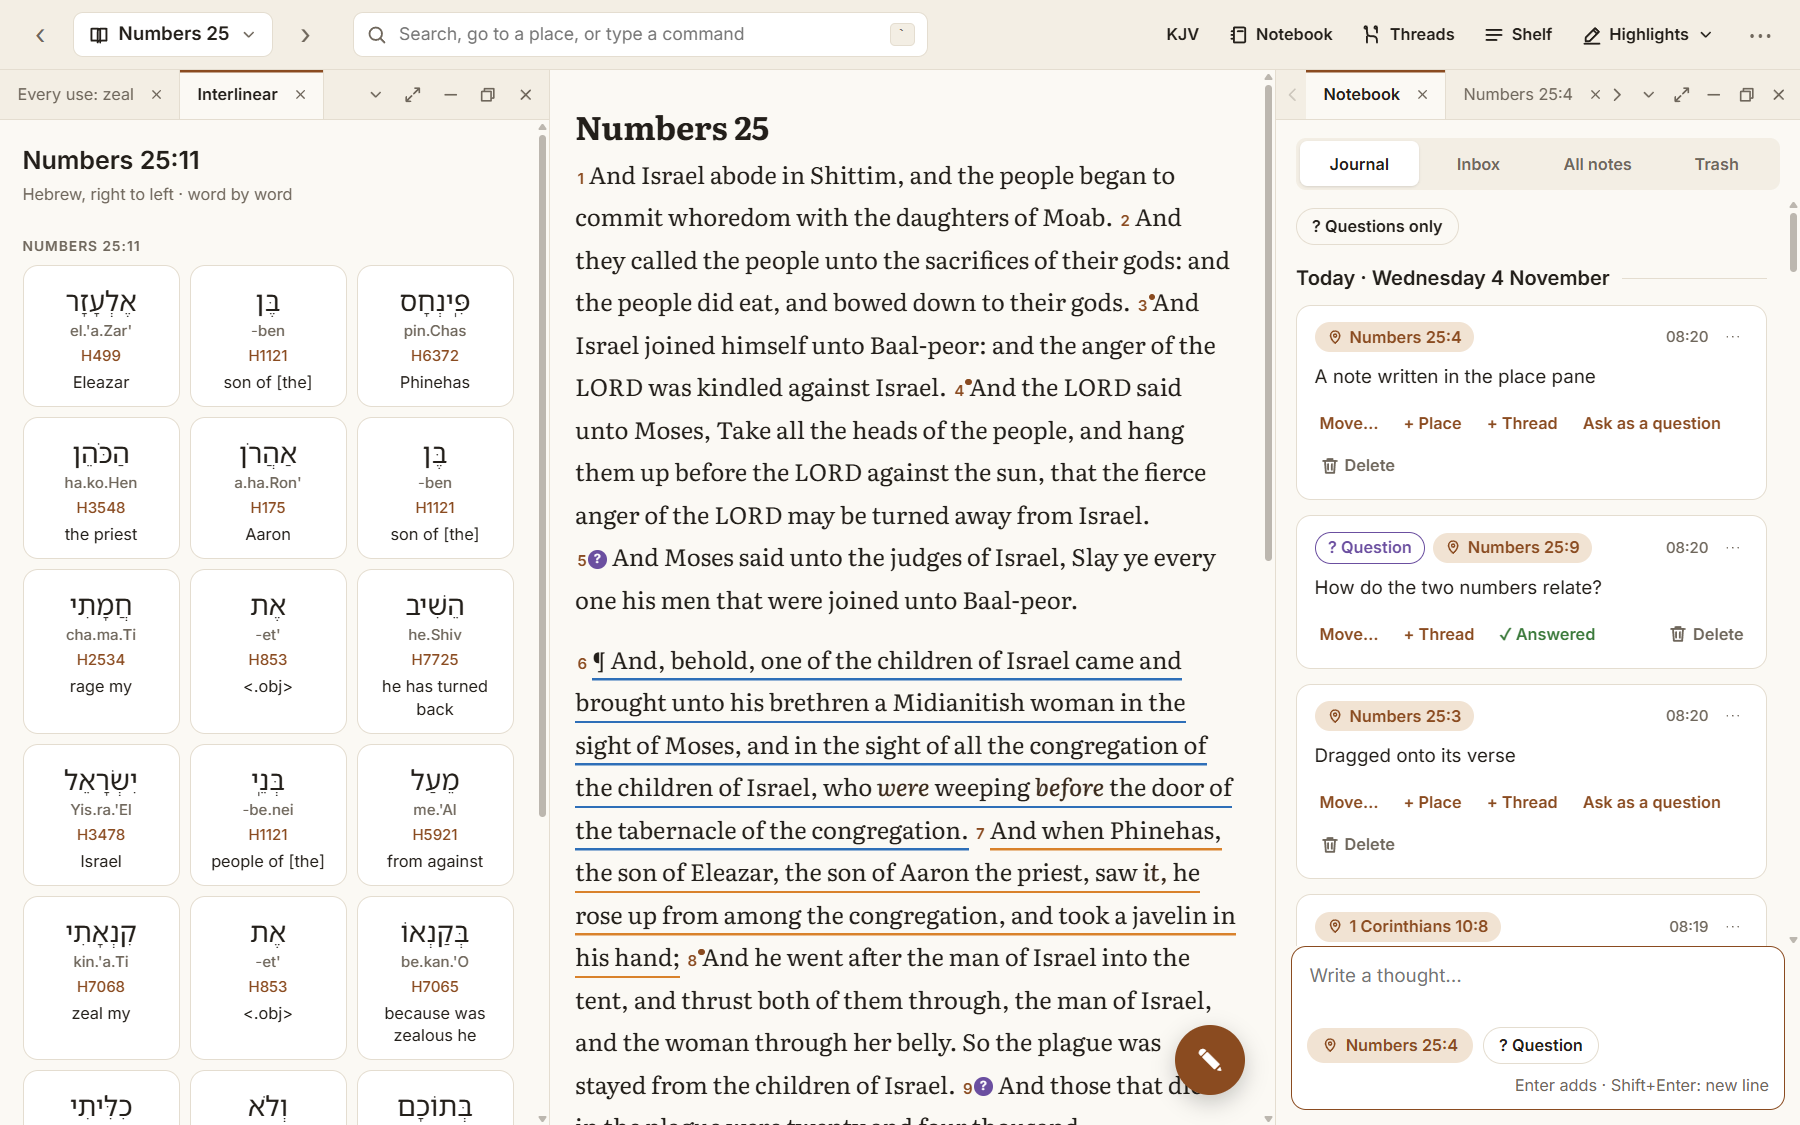 Numbers 25
Search, go to a place, or type a command
`
KJV
Notebook
Threads
Shelf
Highlights
Every use: zeal
Interlinear
Numbers 25:11
Hebrew, right to left · word by word
NUMBERS 25:11
פִּֽינְחָס
pin.Chas
H6372
Phinehas
בֶּן
-ben
H1121
son of [the]
אֶלְעָזָר
el.'a.Zar'
H499
Eleazar
בֶּן
-ben
H1121
son of [the]
אַהֲרֹן
a.ha.Ron'
H175
Aaron
הַכֹּהֵן
ha.ko.Hen
H3548
the priest
הֵשִׁיב
he.Shiv
H7725
he has turned
back
אֶת
-et'
H853
<.obj>
חֲמָתִי
cha.ma.Ti
H2534
rage my
מֵעַל
me.'Al
H5921
from against
בְּנֵֽי
-be.nei
H1121
people of [the]
יִשְׂרָאֵל
Yis.ra.'El
H3478
Israel
בְּקַנְאוֹ
be.kan.'O
H7065
because was
zealous he
אֶת
-et'
H853
<.obj>
קִנְאָתִי
kin.'a.Ti
H7068
zeal my
בְּתוֹכָם
וְלֹא
כִלִּיתִי
Numbers 25
1 And Israel abode in Shittim, and the people began to
commit whoredom with the daughters of Moab. 2 And
they called the people unto the sacrifices of their gods: and
the people did eat, and bowed down to their gods. 3 And
Israel joined himself unto Baal-peor: and the anger of the
LORD was kindled against Israel. 4 And the LORD said
unto Moses, Take all the heads of the people, and hang
them up before the LORD against the sun, that the fierce
anger of the LORD may be turned away from Israel.
5 ? And Moses said unto the judges of Israel, Slay ye every
one his men that were joined unto Baal-peor.
6 ¶ And, behold, one of the children of Israel came and
brought unto his brethren a Midianitish woman in the
sight of Moses, and in the sight of all the congregation of
the children of Israel, who were weeping before the door of
the tabernacle of the congregation. 7 And when Phinehas,
the son of Eleazar, the son of Aaron the priest, saw it, he
rose up from among the congregation, and took a javelin in
his hand; 8 And he went after the man of Israel into the
tent, and thrust both of them through, the man of Israel,
and the woman through her belly. So the plague was
stayed from the children of Israel. 9 ? And those that
in the plague were twenty and four thousand.
Notebook
Numbers 25:4
Journal
Inbox
All notes
Trash
? Questions only
Today · Wednesday 4 November
Numbers 25:4
08:20
A note written in the place pane
Move... + Place + Thread Ask as a question
Delete
? Question
Numbers 25:9
08:20
How do the two numbers relate?
Move... + Thread ✓ Answered Delete
Numbers 25:3
08:20
Dragged onto its verse
Move... + Place + Thread Ask as a question
Delete
1 Corinthians 10:8
08:19
Write a thought...
Numbers 25:4
? Question
Enter adds · Shift+Enter: new line